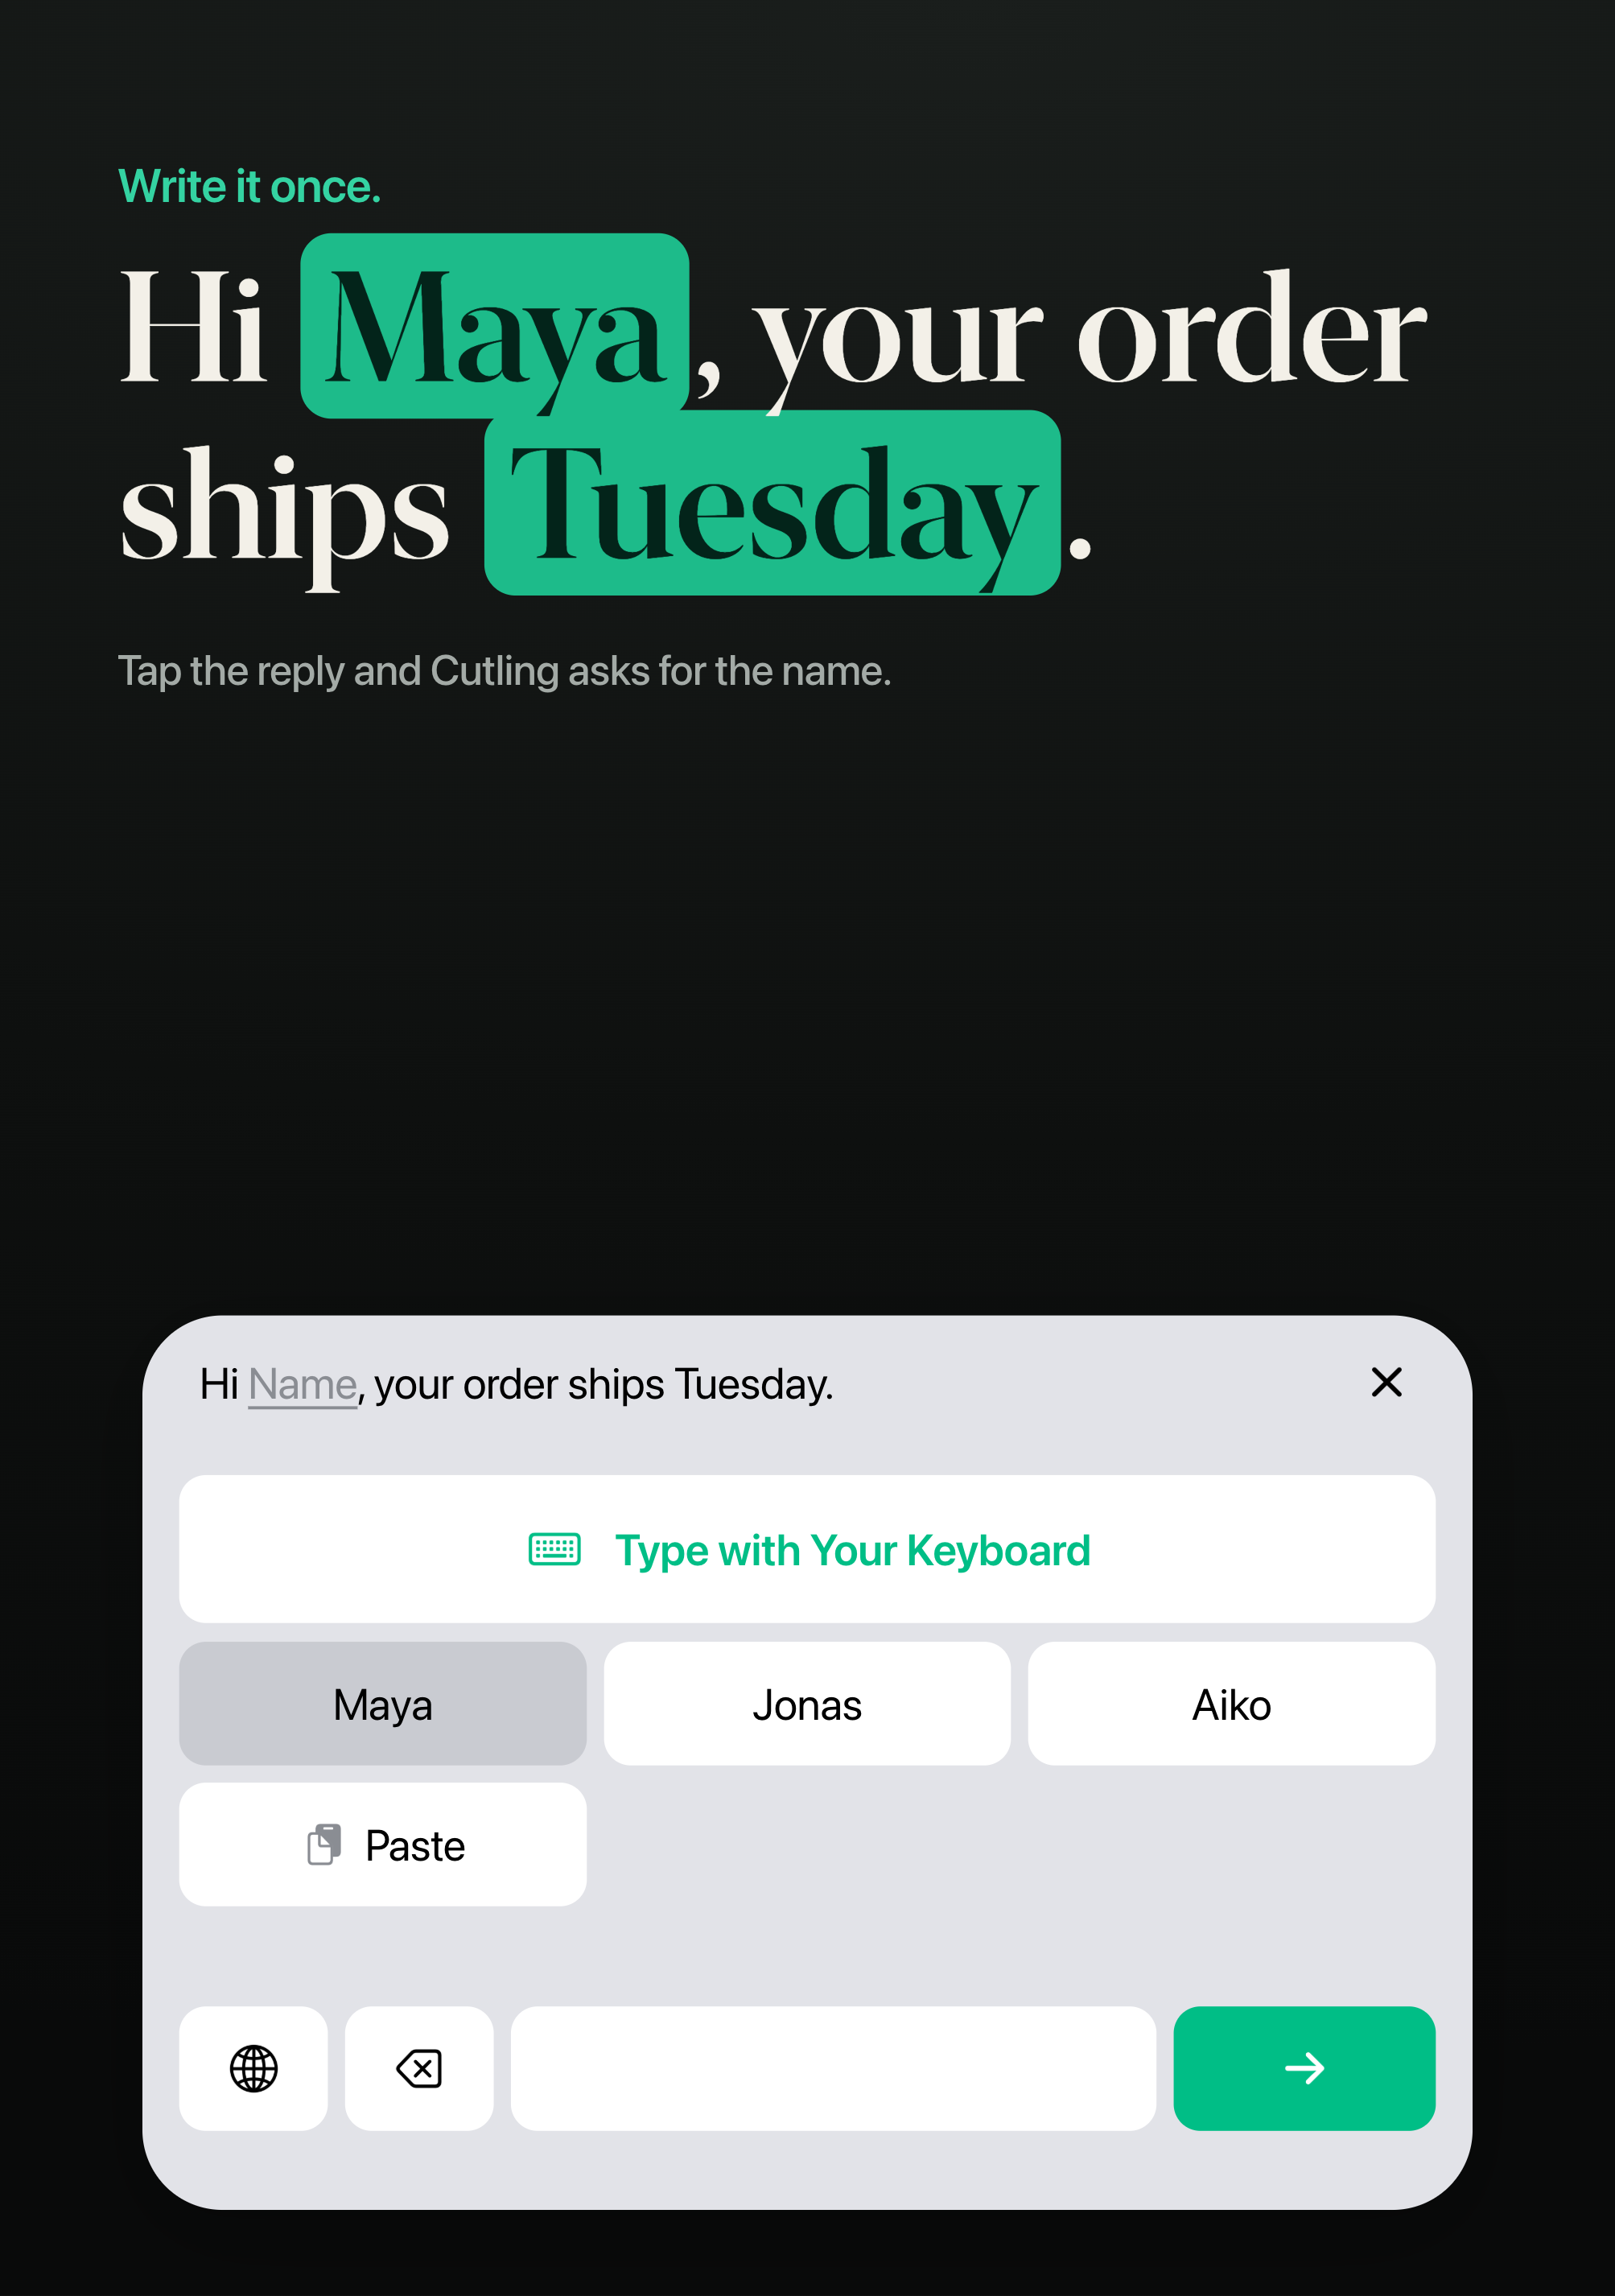 Write it once.
Hi Maya, your order
ships Tuesday.
Tap the reply and Cutling asks for the name.
Hi Name, your order ships Tuesday.
Type with Your Keyboard
Maya
Jonas
Aiko
Paste